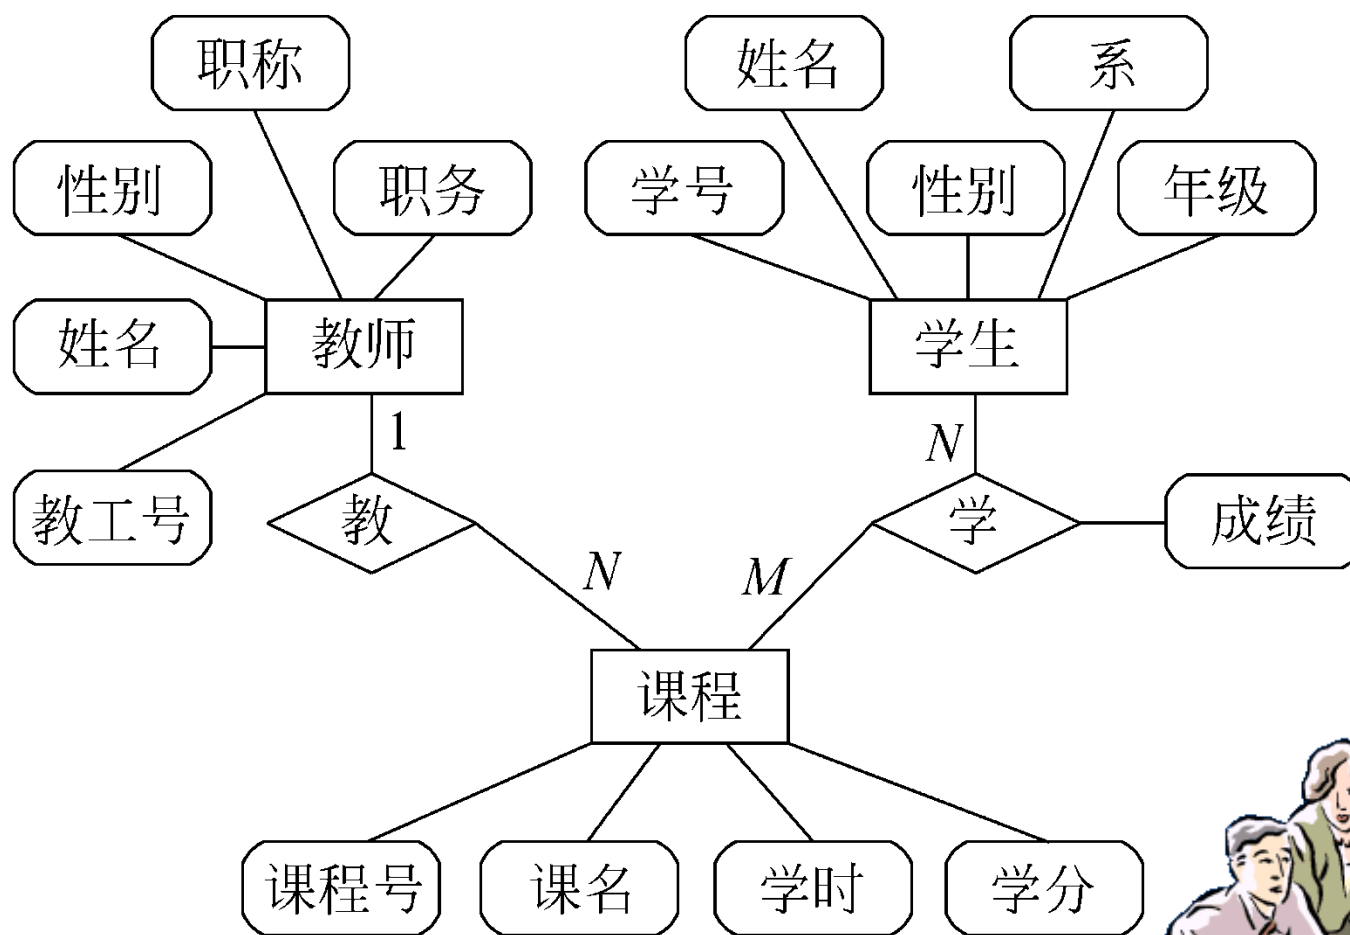 职称
姓名
系
性别
职务
学号
性别
年级
姓名
教师
学生
1
N
教工号
教
学
成绩
N
M
课程
课程号
课名
学时
学分